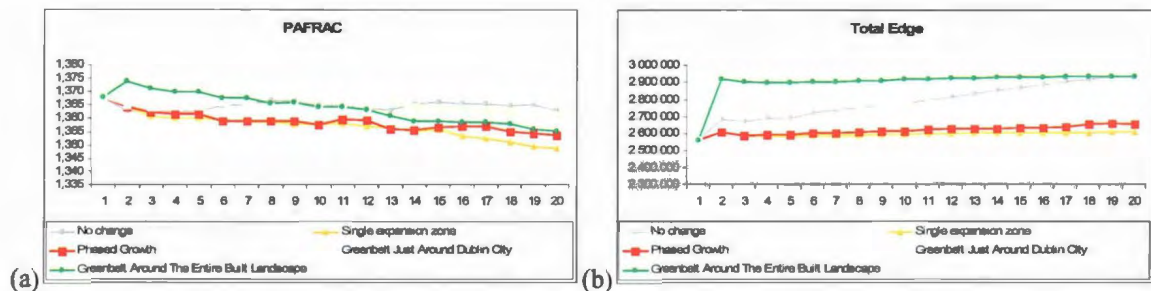 PAFRAC
1,380
1,375
1,370
1,365
1,360
1,355
1,350
1,345
1,340
1,335
1 2 3 4 5 6 7 8 9 10 11 12 13 14 15 16 17 18 19 20
No change
Single expansion zone
Phased Growth
Greenbelt Just Around Dublin City
Greenbelt Around The Entire Built Landscape
(a)
Total Edge
3 000 000
2 900 000
2 800 000
2 700 000
2 600 000
2 500 000
2 400 000
2 300 000
1 2 3 4 5 6 7 8 9 10 11 12 13 14 15 16 17 18 19 20
No change
Single expansion zone
Phased Growth
Greenbelt Just Around Dublin City
Greenbelt Around The Entire Built Landscape
(b)